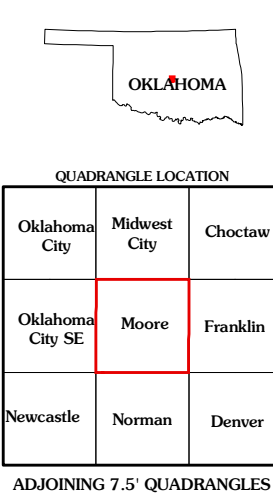 OKLAHOMA
QUADRANGLE LOCATION
Oklahoma
City
Midwest
City
Choctaw
Oklahoma
City SE
Moore
Franklin
Newcastle
Norman
Denver
ADJOINING 7.5' QUADRANGLES